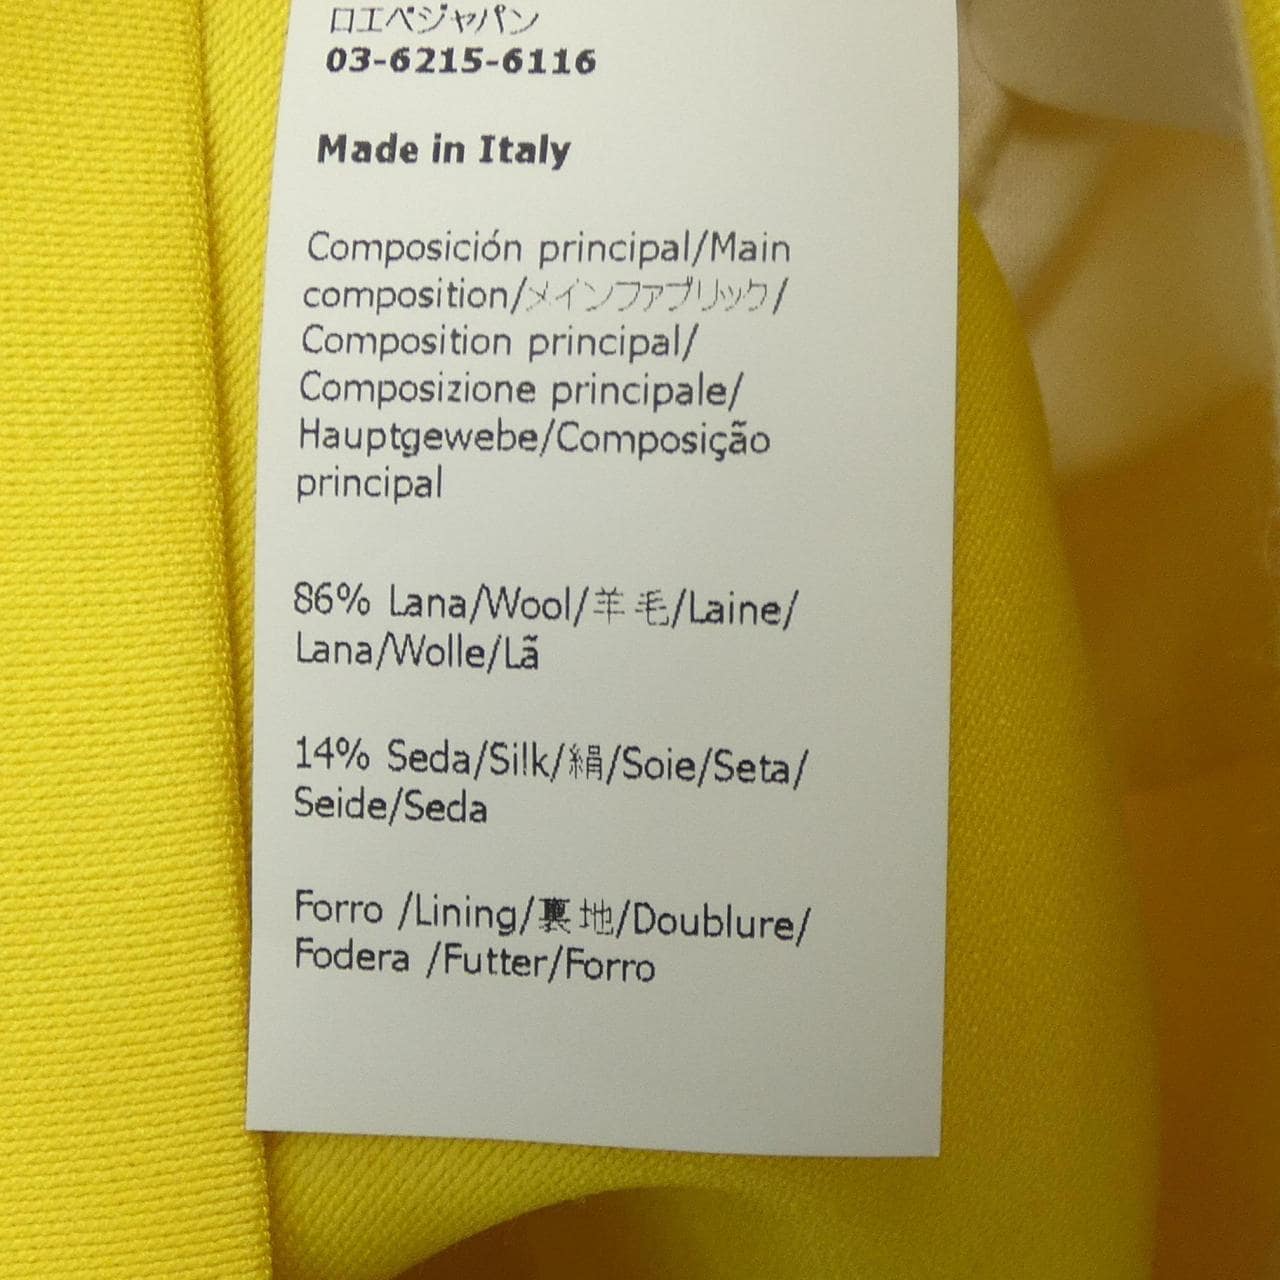 ロエベジャパン
03-6215-6116
Made in Italy
Composición principal/Main
composition/メインファブリック/
Composition principal/
Composizione principale/
Hauptgewebe/Composição
principal
86% Lana/Wool/羊毛/Laine/
Lana/Wolle/Lã
14% Seda/Silk/絹/Soie/Seta/
Seide/Seda
Forro /Lining/裏地/Doublure/
Fodera /Futter/Forro